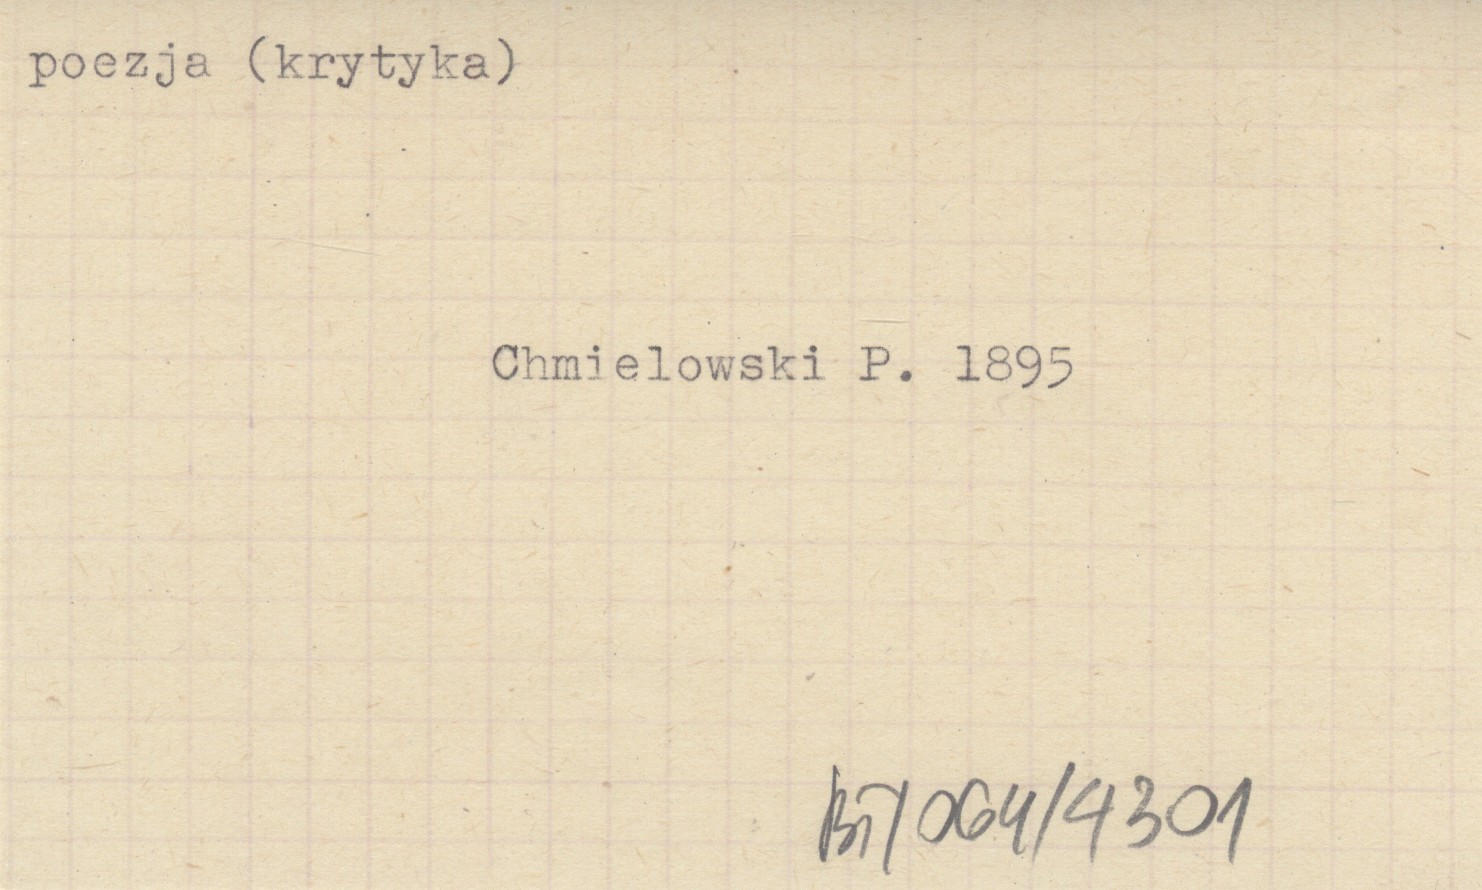 poezja (krytyka)
Chmielowski P. 1895
BT/064/4301